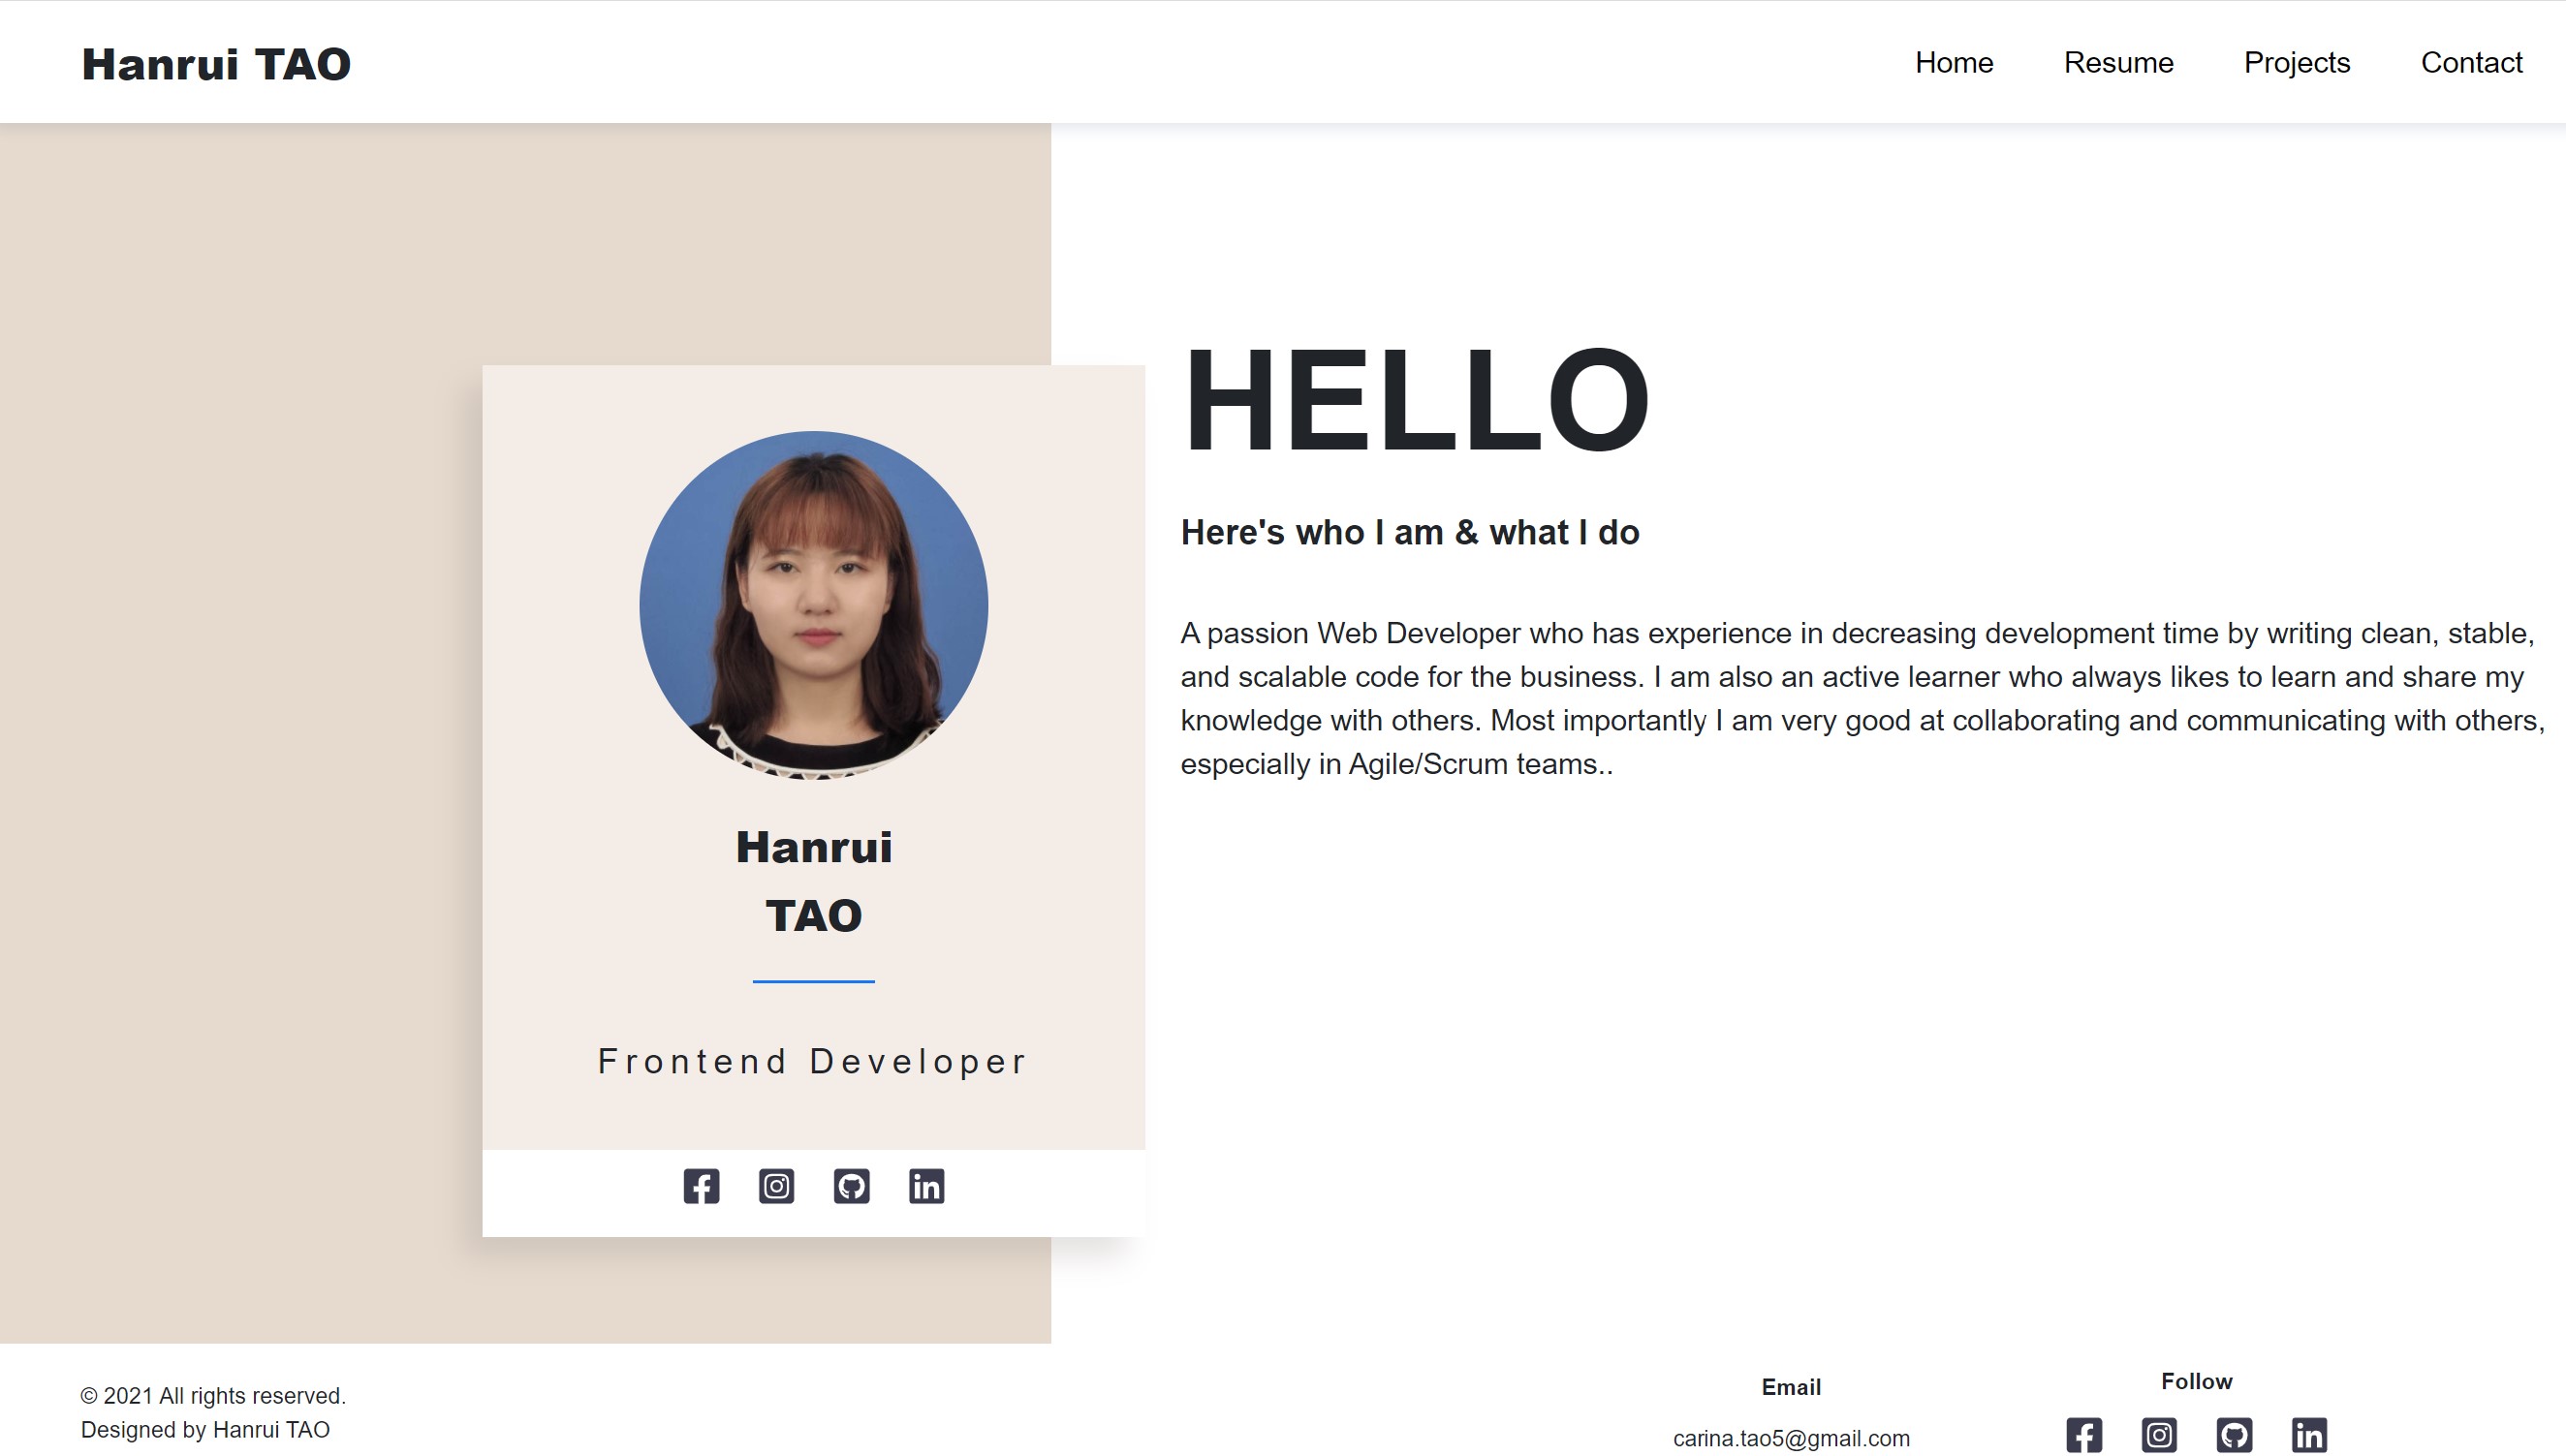 Hanrui TAO
Home Resume Projects Contact
Hanrui
TAO
Frontend Developer
HELLO
Here's who I am & what I do
A passion Web Developer who has experience in decreasing development time by writing clean, stable,
and scalable code for the business. I am also an active learner who always likes to learn and share my
knowledge with others. Most importantly I am very good at collaborating and communicating with others,
especially in Agile/Scrum teams..
© 2021 All rights reserved.
Designed by Hanrui TAO
Email
carina.tao5@gmail.com
Follow